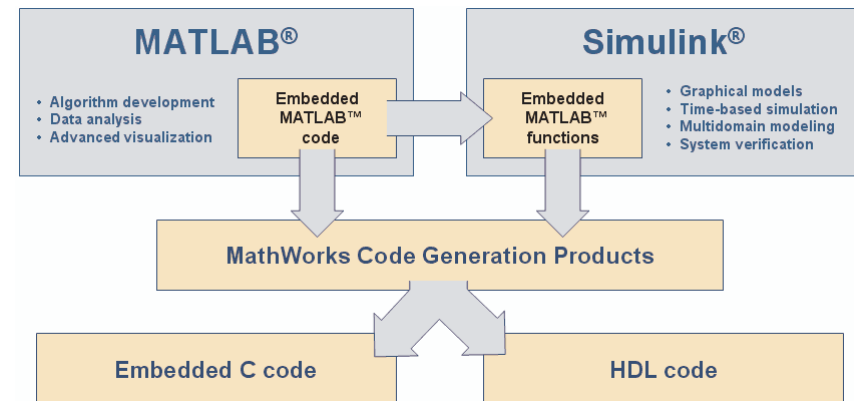 MATLAB®
• Algorithm development
• Data analysis
• Advanced visualization
Embedded
MATLAB™
code
Simulink®
Embedded
MATLAB™
functions
• Graphical models
• Time-based simulation
• Multidomain modeling
• System verification
MathWorks Code Generation Products
Embedded C code
HDL code